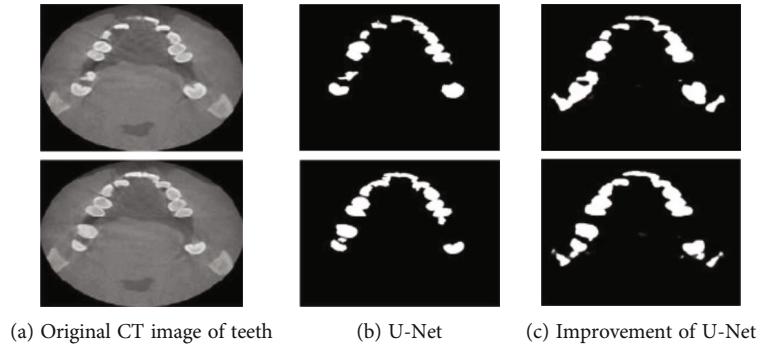 (a) Original CT image of teeth
(b) U-Net
(c) Improvement of U-Net